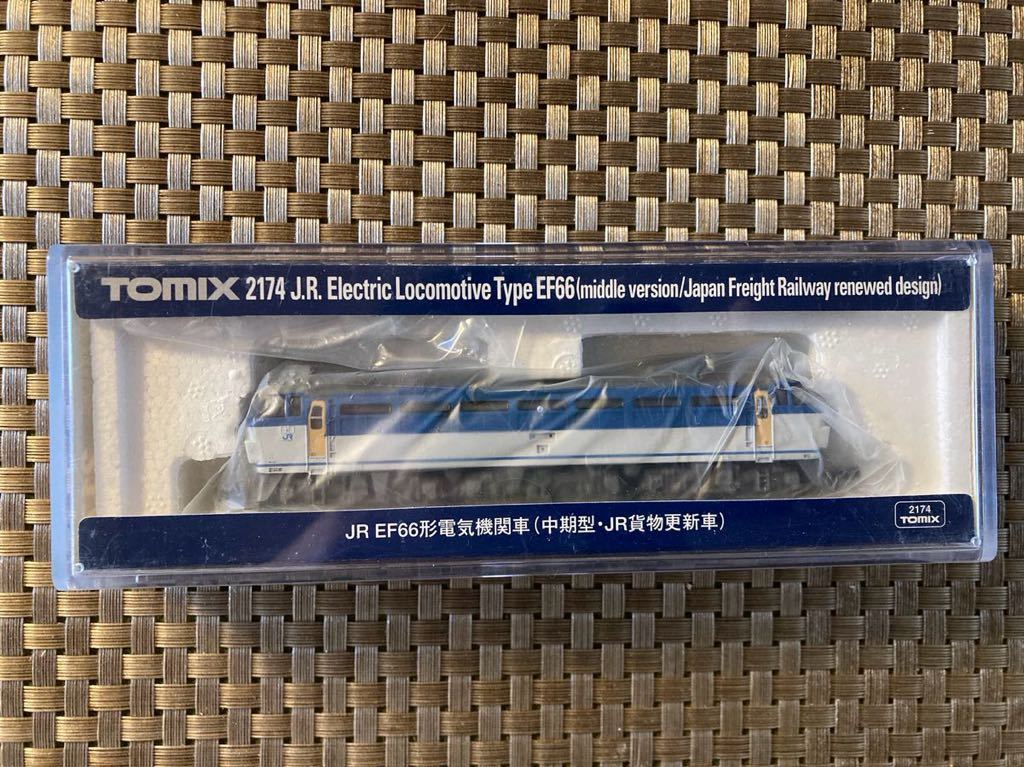 TOMIX 2174 J.R. Electric Locomotive Type EF66(middle version/Japan Freight Railway renewed design)
JR
JR EF66形電気機関車(中期型・JR貨物更新車)
2174
TOMIX